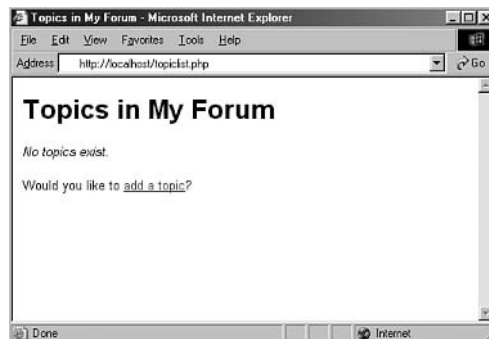 Topics in My Forum - Microsoft Internet Explorer
File Edit View Favorites Tools Help
Address http://localhost/topiclist.php Go
Topics in My Forum
No topics exist.
Would you like to add a topic?
Done Internet